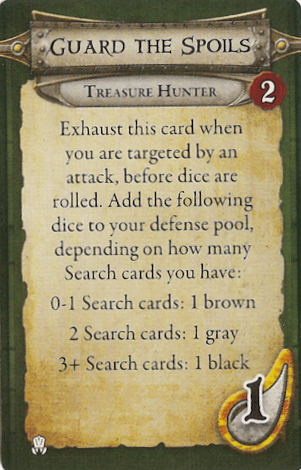 Guard the Spoils
Treasure Hunter
2
Exhaust this card when
you are targeted by an
attack, before dice are
rolled. Add the following
dice to your defense pool,
depending on how many
Search cards you have:
0-1 Search cards: 1 brown
2 Search cards: 1 gray
3+ Search cards: 1 black
1